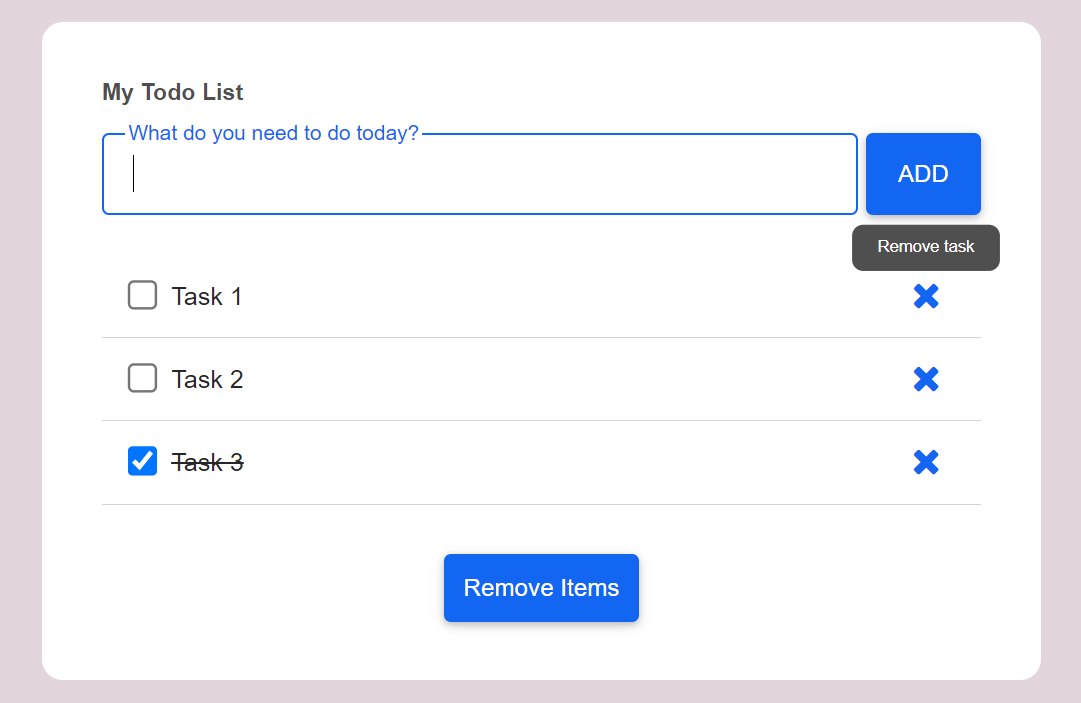 My Todo List
What do you need to do today?
ADD
Remove task
Task 1
Task 2
Task 3
Remove Items